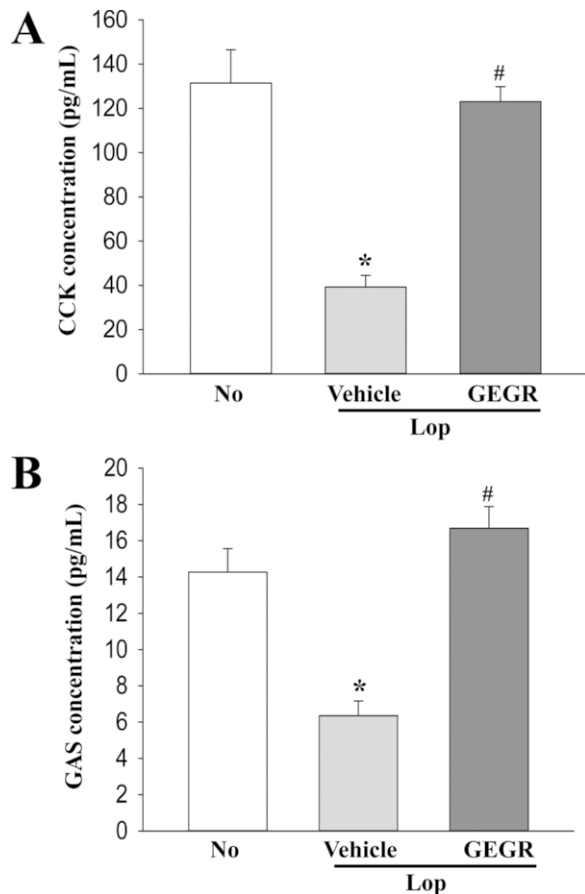 A
CCK concentration (pg/mL)
160
140
120
100
80
60
40
20
0
*
#
No
Vehicle
GEGR
Lop
B
GAS concentration (pg/mL)
20
18
16
14
12
10
8
6
4
2
0
*
#
No
Vehicle
GEGR
Lop